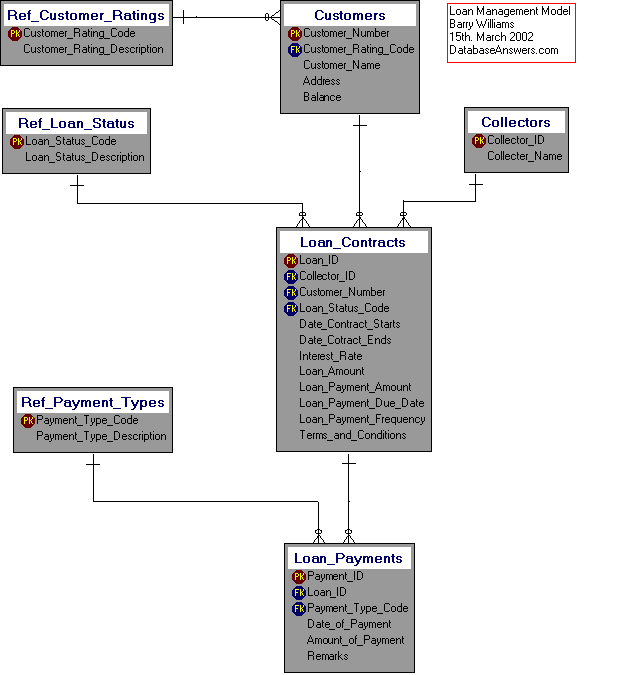 Ref_Customer_Ratings
PK Customer_Rating_Code
Customer_Rating_Description
Customers
PK Customer_Number
FK Customer_Rating_Code
Customer_Name
Address
Balance
Loan Management Model
Barry Williams
15th. March 2002
DatabaseAnswers.com
Ref_Loan_Status
PK Loan_Status_Code
Loan_Status_Description
Collectors
PK Collector_ID
Collecter_Name
Loan_Contracts
PK Loan_ID
FK Collector_ID
FK Customer_Number
FK Loan_Status_Code
Date_Contract_Starts
Date_Cotract_Ends
Interest_Rate
Loan_Amount
Loan_Payment_Amount
Loan_Payment_Due_Date
Loan_Payment_Frequency
Terms_and_Conditions
Ref_Payment_Types
PK Payment_Type_Code
Payment_Type_Description
Loan_Payments
PK Payment_ID
FK Loan_ID
FK Payment_Type_Code
Date_of_Payment
Amount_of_Payment
Remarks